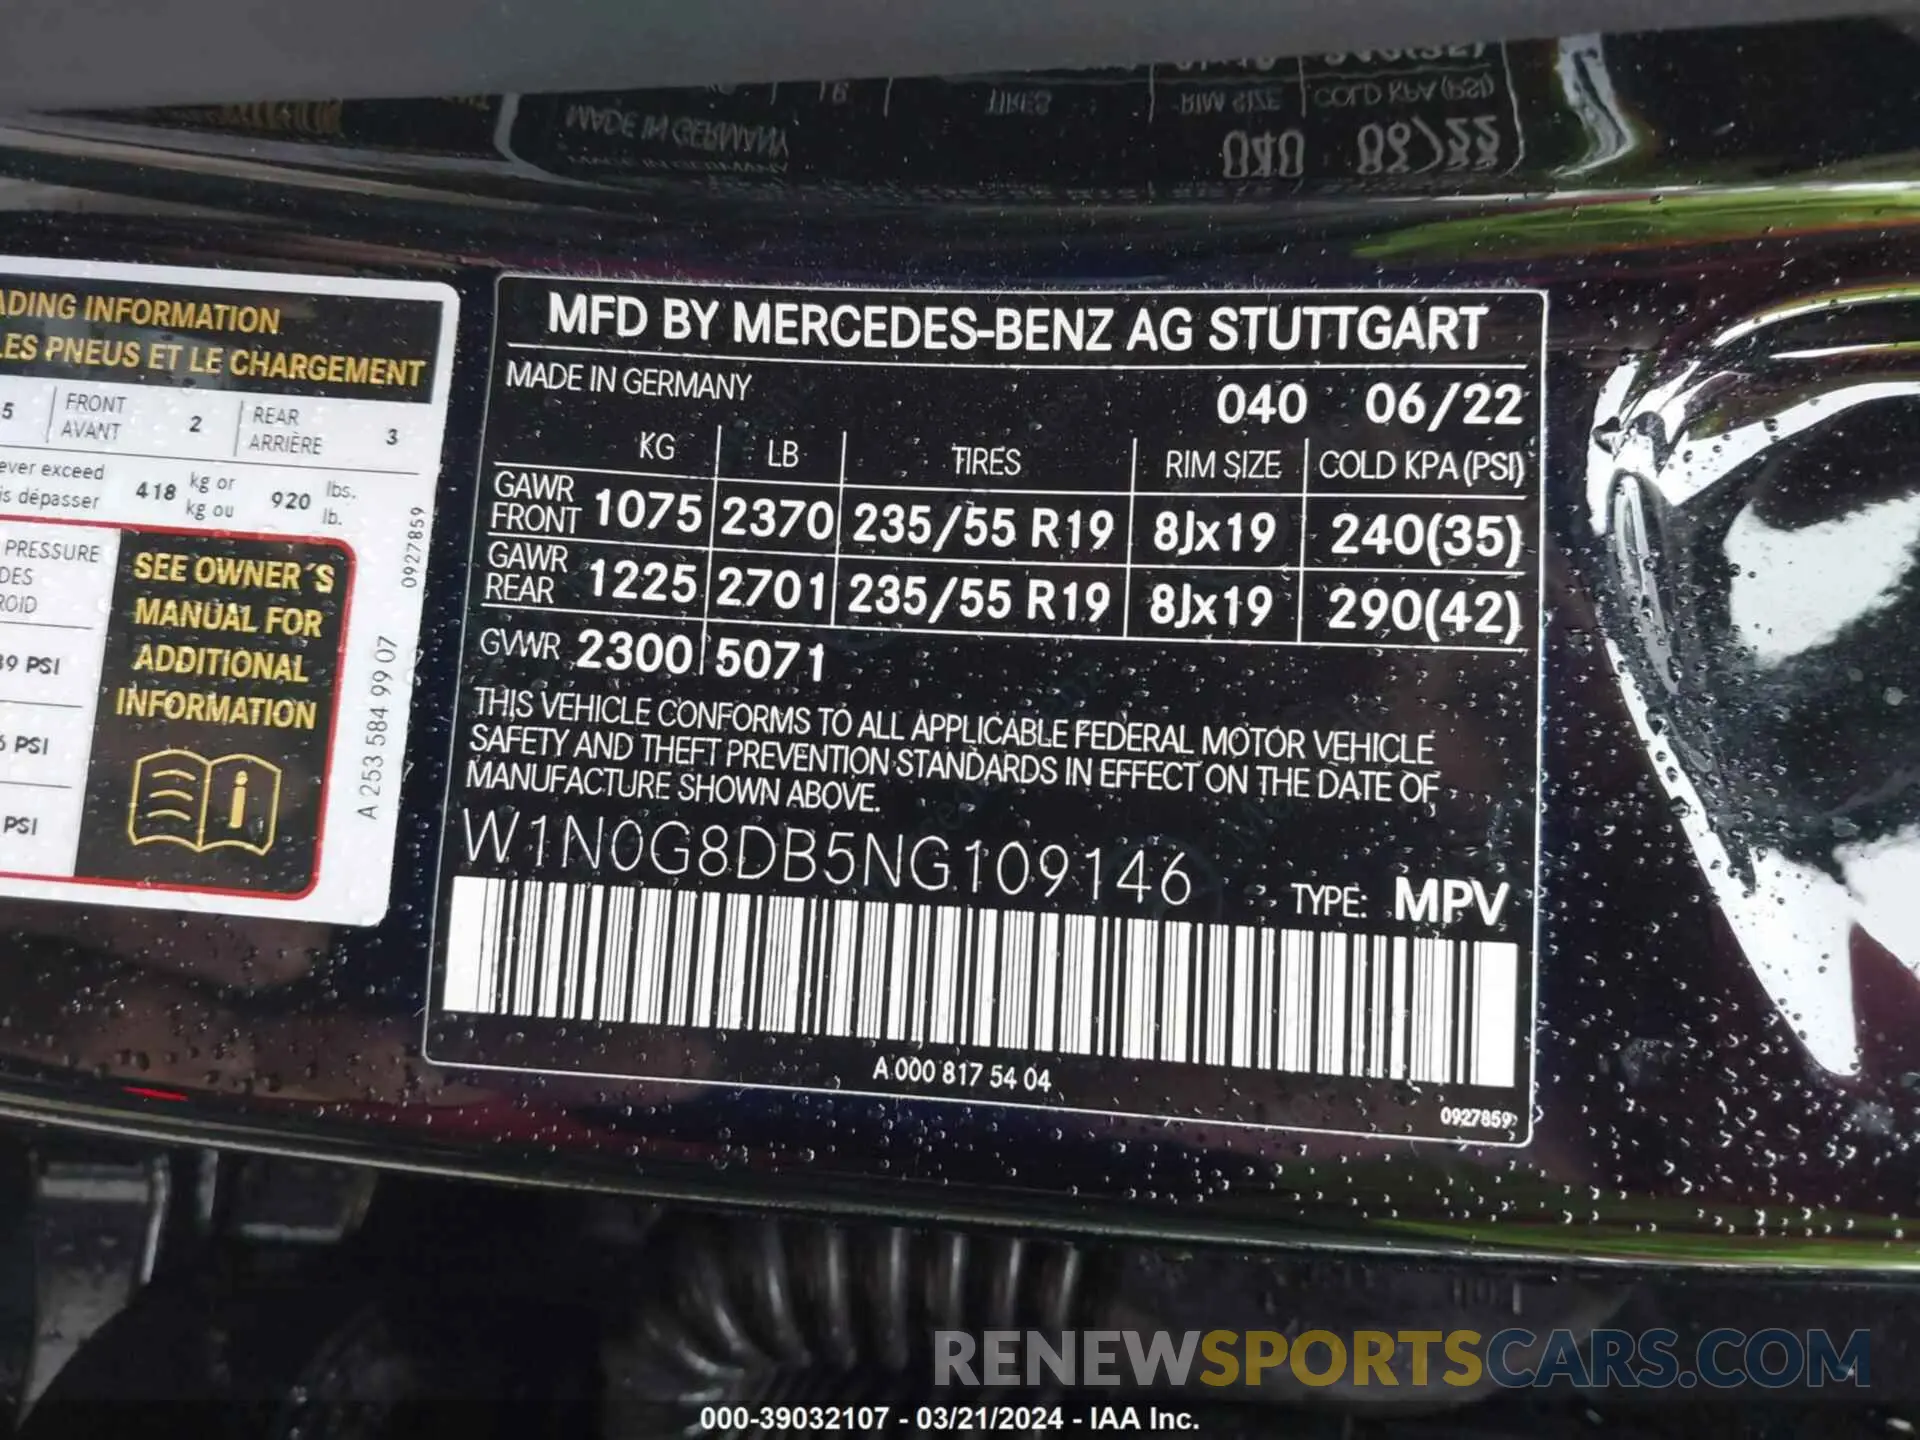 ADING INFORMATION
LES PNEUS ET LE CHARGEMENT
5 FRONT AVANT 2 REAR ARRIÈRE 3
ever exceed
is dépasser 418 kg or kg ou 920 lbs. lb.
PRESSURE
DES
ROID
39 PSI
6 PSI
PSI
SEE OWNER´S
MANUAL FOR
ADDITIONAL
INFORMATION
0927859
A 253 584 99 07
MFD BY MERCEDES-BENZ AG STUTTGART
MADE IN GERMANY 040 06/22
KG LB TIRES RIM SIZE COLD KPA (PSI)
GAWR FRONT 1075 2370 235/55 R19 8Jx19 240(35)
GAWR REAR 1225 2701 235/55 R19 8Jx19 290(42)
GVWR 2300 5071
THIS VEHICLE CONFORMS TO ALL APPLICABLE FEDERAL MOTOR VEHICLE
SAFETY AND THEFT PREVENTION STANDARDS IN EFFECT ON THE DATE OF
MANUFACTURE SHOWN ABOVE.
W1N0G8DB5NG109146 TYPE: MPV
A 000 817 54 04
0927859
RENEWSPORTSCARS.COM
000-39032107 - 03/21/2024 - IAA Inc.